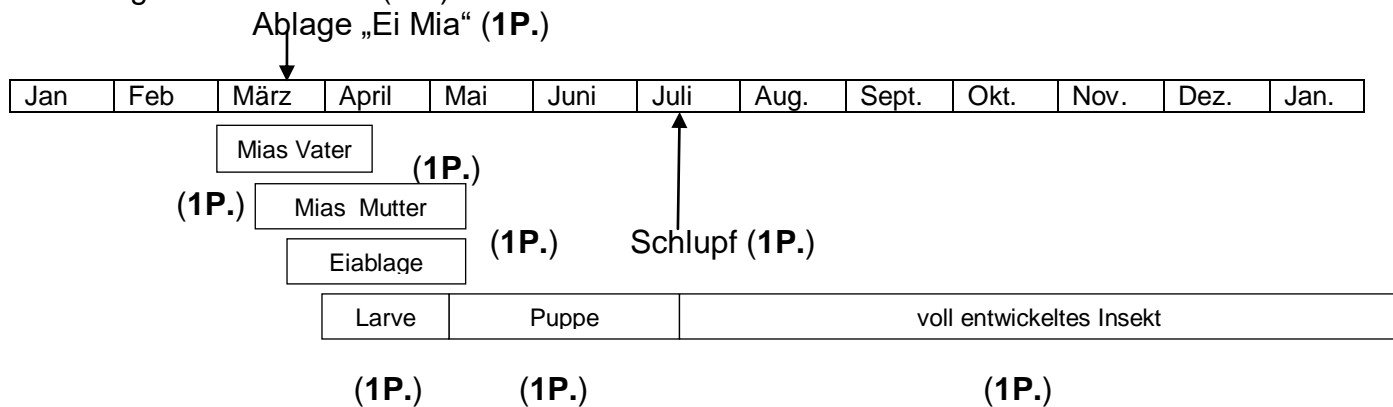 Ablage „Ei Mia“ (1P.)
Jan Feb März April Mai Juni Juli Aug. Sept. Okt. Nov. Dez. Jan.
Mias Vater
(1P.)
(1P.) Mias Mutter
(1P.) Schlupf (1P.)
Eiablage
Larve Puppe voll entwickeltes Insekt
(1P.) (1P.) (1P.)